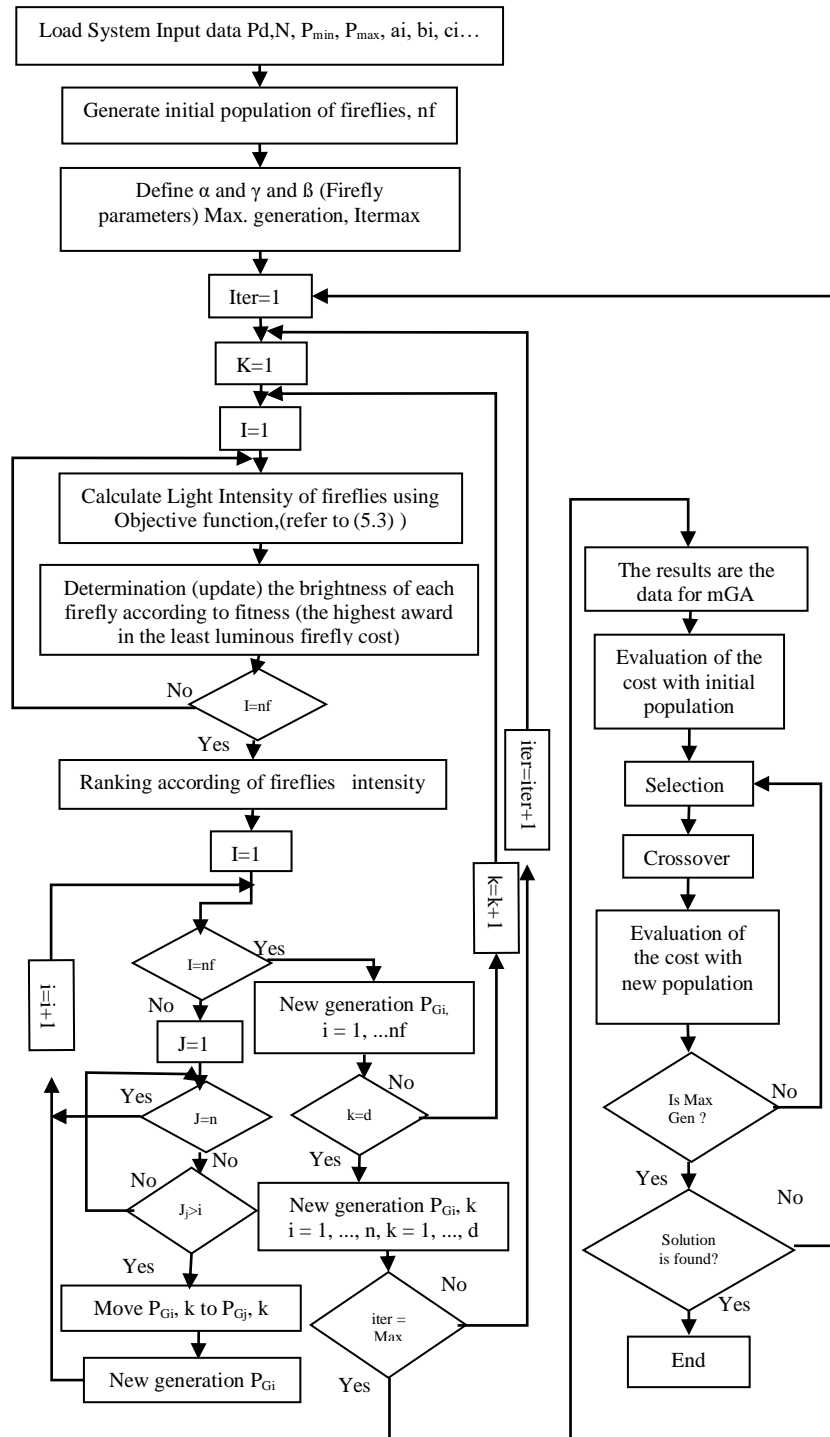 Load System Input data Pd,N, Pmin, Pmax, ai, bi, ci…
Generate initial population of fireflies, nf
Define α and γ and ß (Firefly
parameters) Max. generation, Itermax
Iter=1
K=1
I=1
Calculate Light Intensity of fireflies using
Objective function,(refer to (5.3) )
Determination (update) the brightness of each
firefly according to fitness (the highest award
in the least luminous firefly cost)
No
I=nf
Yes
Ranking according of fireflies intensity
I=1
i=i+1
I=nf
Yes
No
J=1
Yes
J=n
No
No
Jj>i
Yes
Move PGi, k to PGj, k
New generation PGi
New generation PGi,
i = 1, ...nf
No
k=d
Yes
k=k+1
New generation PGi, k
i = 1, ..., n, k = 1, ..., d
No
iter =
Max
Yes
iter=iter+1
The results are the
data for mGA
Evaluation of the
cost with initial
population
Selection
Crossover
Evaluation of
the cost with
new population
Is Max
Gen ?
No
Yes
No
Solution
is found?
Yes
End